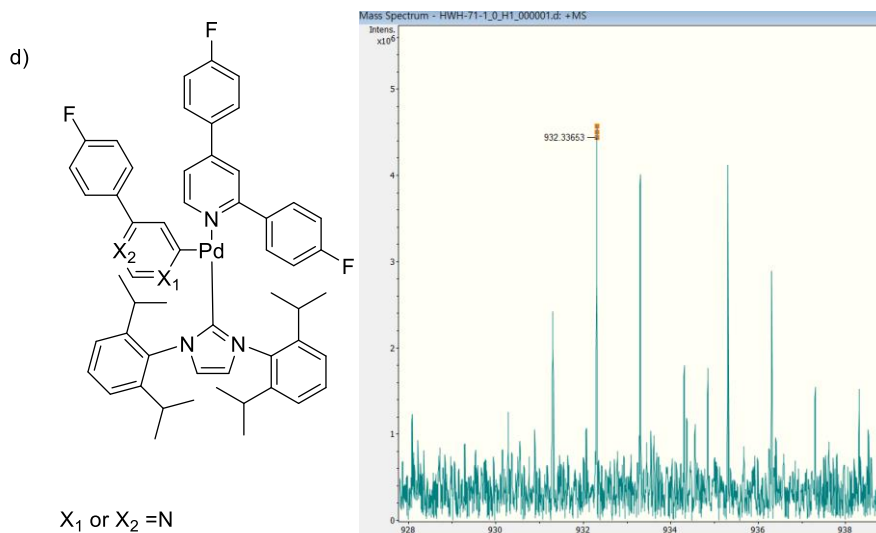 d)
F
F
N
F
X2
X1
Pd
N
N
X1 or X2 =N
Mass Spectrum - HWH-71-1_0_H1_000001.d: +MS
Intens.
x10⁶
6
5
932.33653
4
3
2
1
0
928
930
932
934
936
938